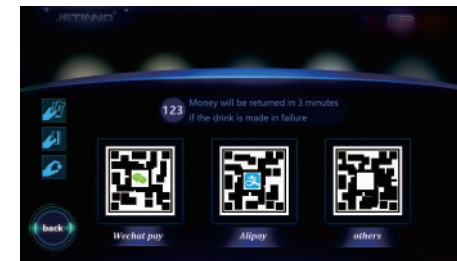 JETINNO
123
Money will be returned in 3 minutes
if the drink is made in failure
back
Wechat pay
Alipay
others